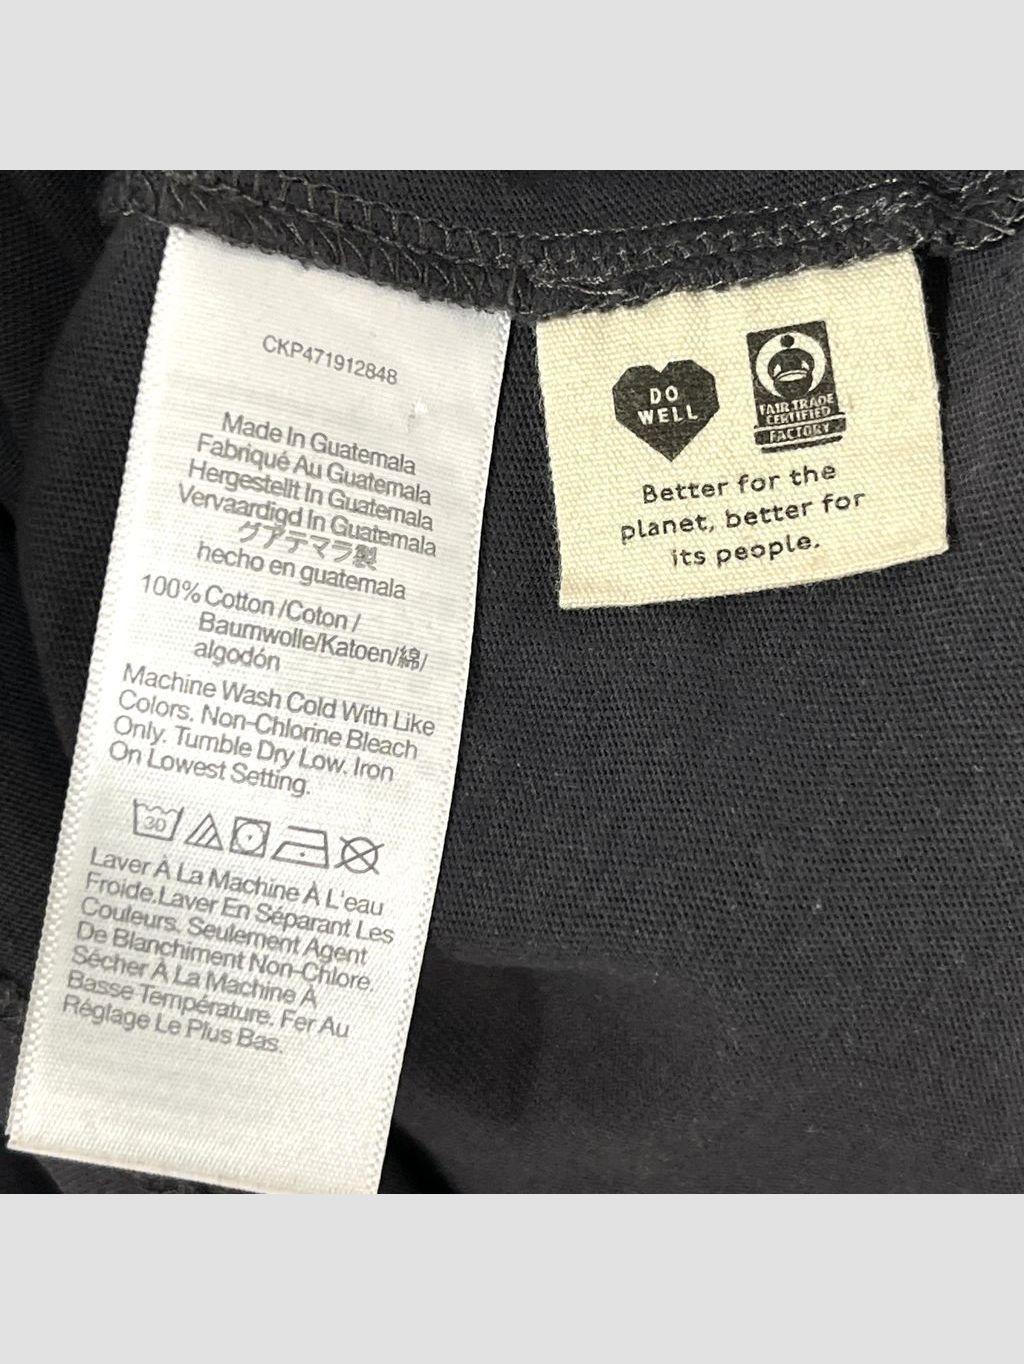 CKP471912848
Made In Guatemala
Fabriqué Au Guatemala
Hergestellt In Guatemala
Vervaardigd In Guatemala
グアテマラ製
hecho en guatemala
100% Cotton /Coton /
Baumwolle/Katoen/綿/
algodón
Machine Wash Cold With Like
Colors. Non-Chlorine Bleach
Only. Tumble Dry Low. Iron
On Lowest Setting.
30
Laver À La Machine À L'eau
Froide.Laver En Séparant Les
Couleurs. Seulement Agent
De Blanchiment Non-Chlore.
Sécher À La Machine À
Basse Température. Fer Au
Réglage Le Plus Bas.
DO
WELL
FAIR TRADE
CERTIFIED
FACTORY
Better for the
planet, better for
its people.